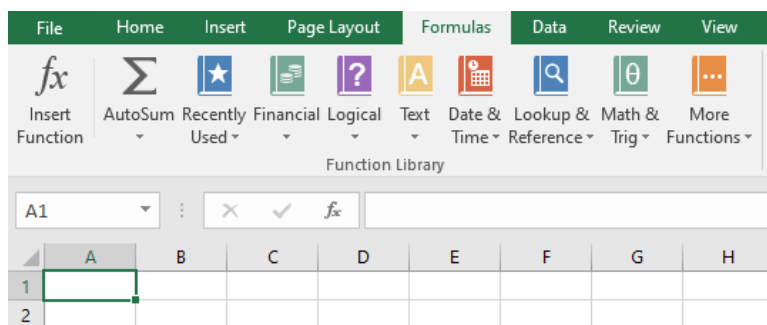 File Home Insert Page Layout Formulas Data Review View
fx Σ A θ
Insert AutoSum Recently Financial Logical Text Date & Lookup & Math & More
Function Used Time Reference Trig Functions
Function Library
A1 fx
A B C D E F G H
1
2